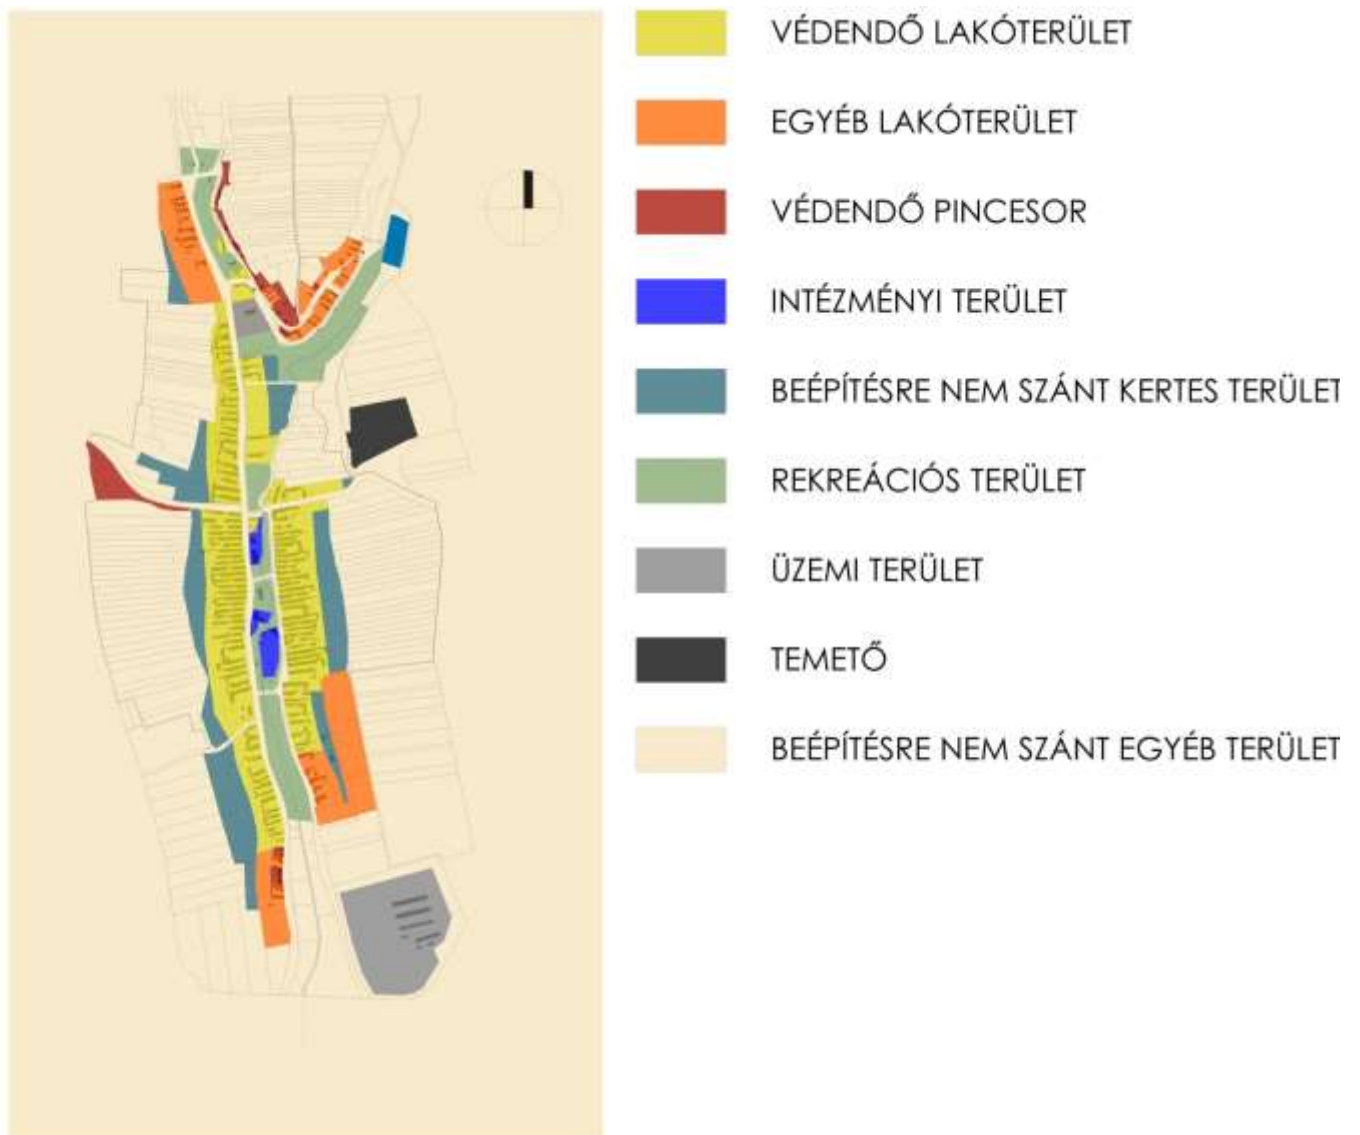 VÉDENDŐ LAKÓTERÜLET
EGYÉB LAKÓTERÜLET
VÉDENDŐ PINCESOR
INTÉZMÉNYI TERÜLET
BEÉPÍTÉSRE NEM SZÁNT KERTES TERÜLET
REKREÁCIÓS TERÜLET
ÜZEMI TERÜLET
TEMETŐ
BEÉPÍTÉSRE NEM SZÁNT EGYÉB TERÜLET